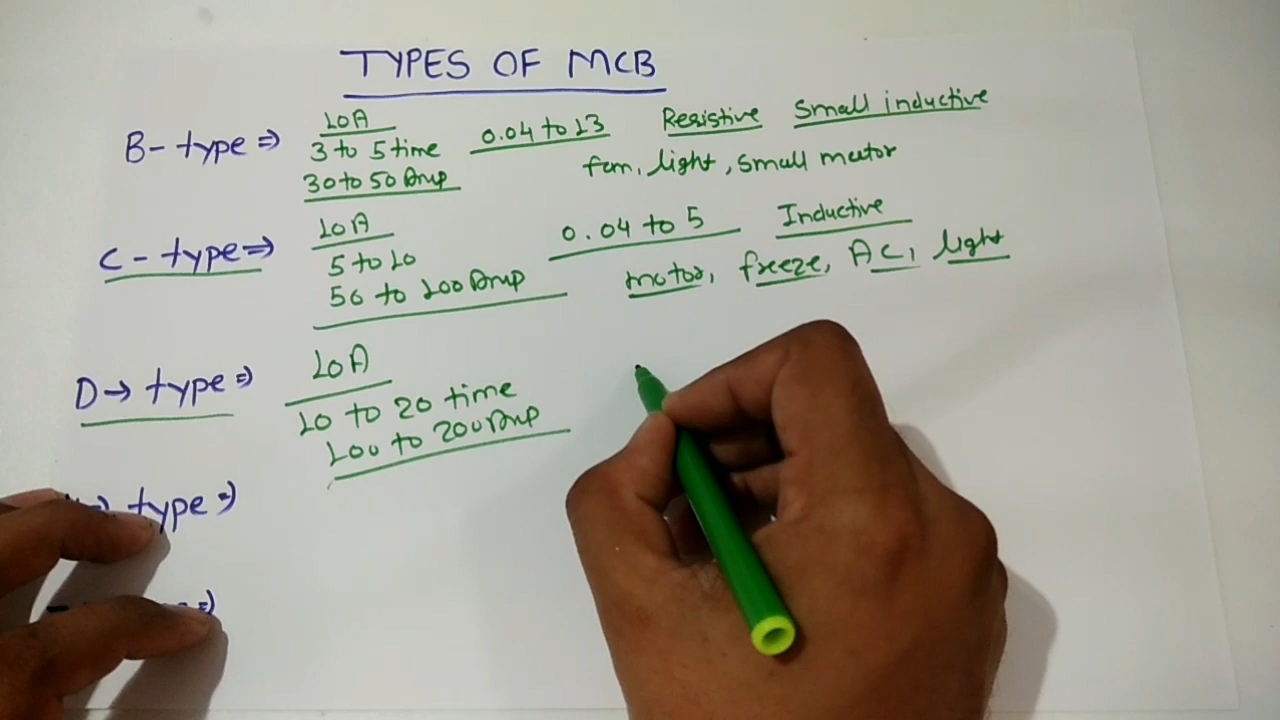 TYPES OF MCB
B- type ⇒
10A
3 to 5 time
30 to 50 Amp
0.04 to 13
Resistive Small inductive
fan, light, small motor
C - type ⇒
10A
5 to 10
50 to 100 Amp
0.04 to 5
Inductive
motor, freeze, AC, light
D → type ⇒
10A
10 to 20 time
100 to 200 Amp
type ⇒